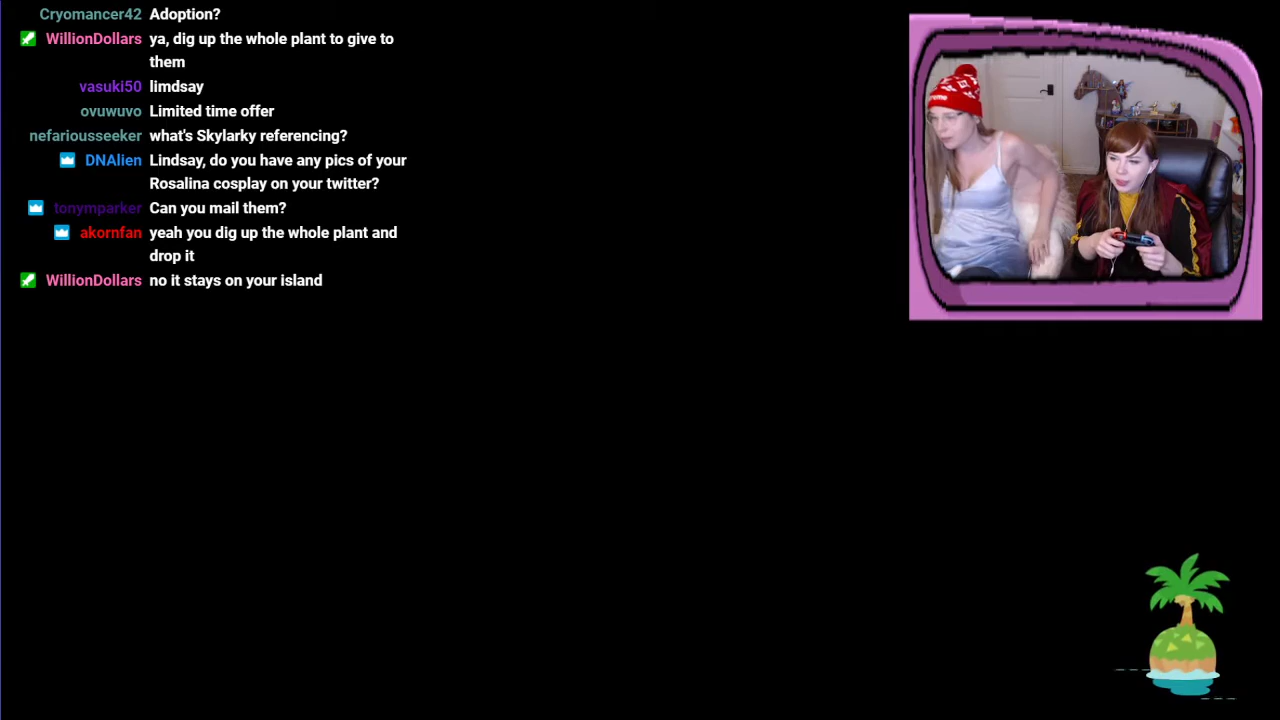 Cryomancer42 Adoption?
WillionDollars ya, dig up the whole plant to give to
them
vasuki50 limdsay
ovuwuvo Limited time offer
nefariousseeker what's Skylarky referencing?
DNAlien Lindsay, do you have any pics of your
Rosalina cosplay on your twitter?
tonymparker Can you mail them?
akornfan yeah you dig up the whole plant and
drop it
WillionDollars no it stays on your island